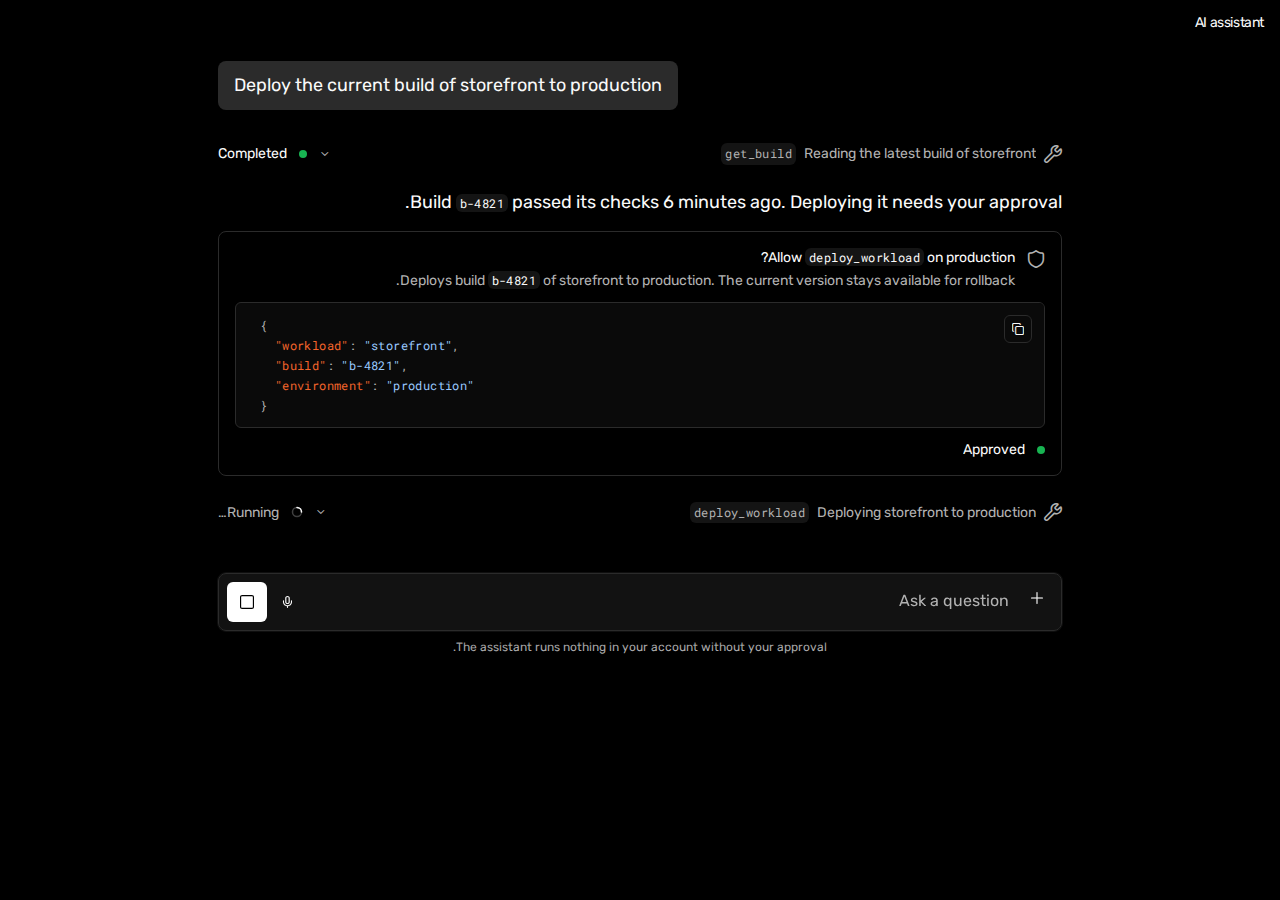 AI assistant
Deploy the current build of storefront to production
Reading the latest build of storefront get_build Completed
.Build b-4821 passed its checks 6 minutes ago. Deploying it needs your approval
?Allow deploy_workload on production
.Deploys build b-4821 of storefront to production. The current version stays available for rollback
{
"workload": "storefront",
"build": "b-4821",
"environment": "production"
}
Approved
Deploying storefront to production deploy_workload …Running
Ask a question
.The assistant runs nothing in your account without your approval